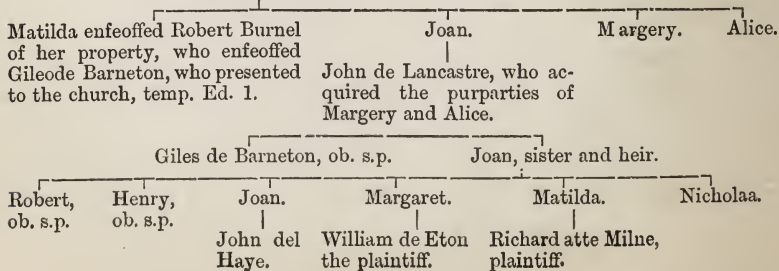 Matilda enfeoffed Robert Burnel
of her property, who enfeoffed
Gileode Barneton, who presented
to the church, temp. Ed. 1.
Joan.
John de Lancastre, who ac-
quired the purparties of
Margery and Alice.
Margery.
Alice.
Giles de Barneton, ob. s.p.
Joan, sister and heir.
Robert,
ob. s.p.
Henry,
ob. s.p.
Joan.
John del
Haye.
Margaret.
William de Eton
the plaintiff.
Matilda.
Richard atte Milne,
plaintiff.
Nicholaa.